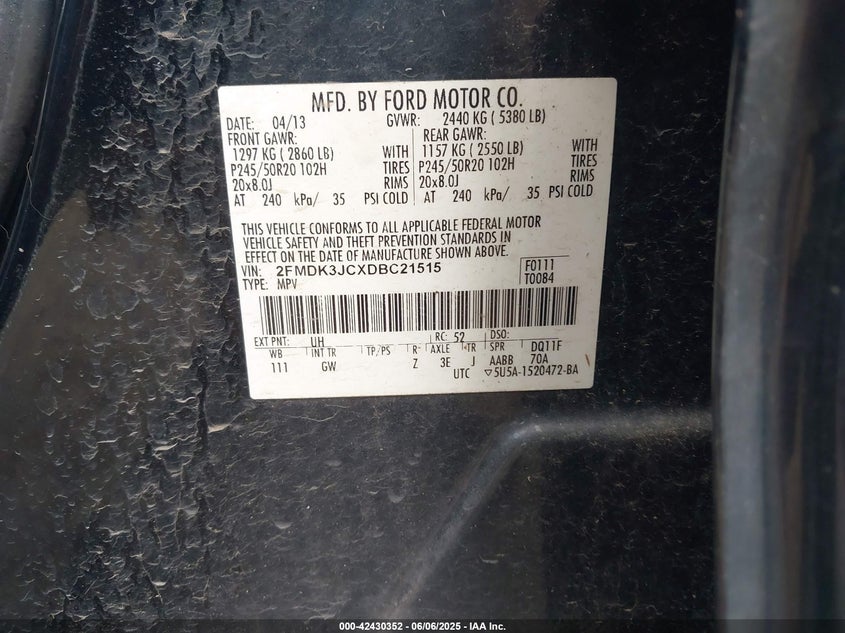 MFD. BY FORD MOTOR CO.
DATE: 04/13 GVWR: 2440 KG ( 5380 LB)
FRONT GAWR: REAR GAWR:
1297 KG ( 2860 LB) WITH 1157 KG ( 2550 LB) WITH
P245/50R20 102H TIRES P245/50R20 102H TIRES
20x8.0J RIMS 20x8.0J RIMS
AT 240 kPa/ 35 PSI COLD AT 240 kPa/ 35 PSI COLD
THIS VEHICLE CONFORMS TO ALL APPLICABLE FEDERAL MOTOR
VEHICLE SAFETY AND THEFT PREVENTION STANDARDS IN
EFFECT ON THE DATE OF MANUFACTURE SHOWN ABOVE.
VIN: 2FMDK3JCXDBC21515 F0111
TYPE: MPV T0084
EXT PNT: UH RC: 52 DSO:
WB INT TR TP/PS R AXLE TR SPR DQ11F
111 GW Z 3E J AABB 70A
UTC ▽5U5A-1520472-BA
000-42430352 - 06/06/2025 - IAA Inc.